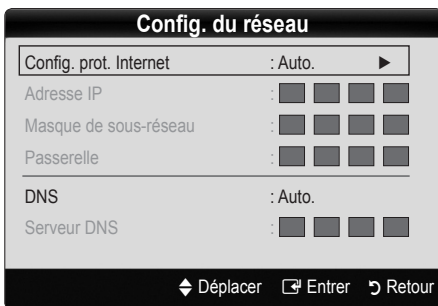 Config. du réseau
Config. prot. Internet : Auto. ►
Adresse IP :
Masque de sous-réseau :
Passerelle :
DNS : Auto.
Serveur DNS :
Déplacer Entrer Retour